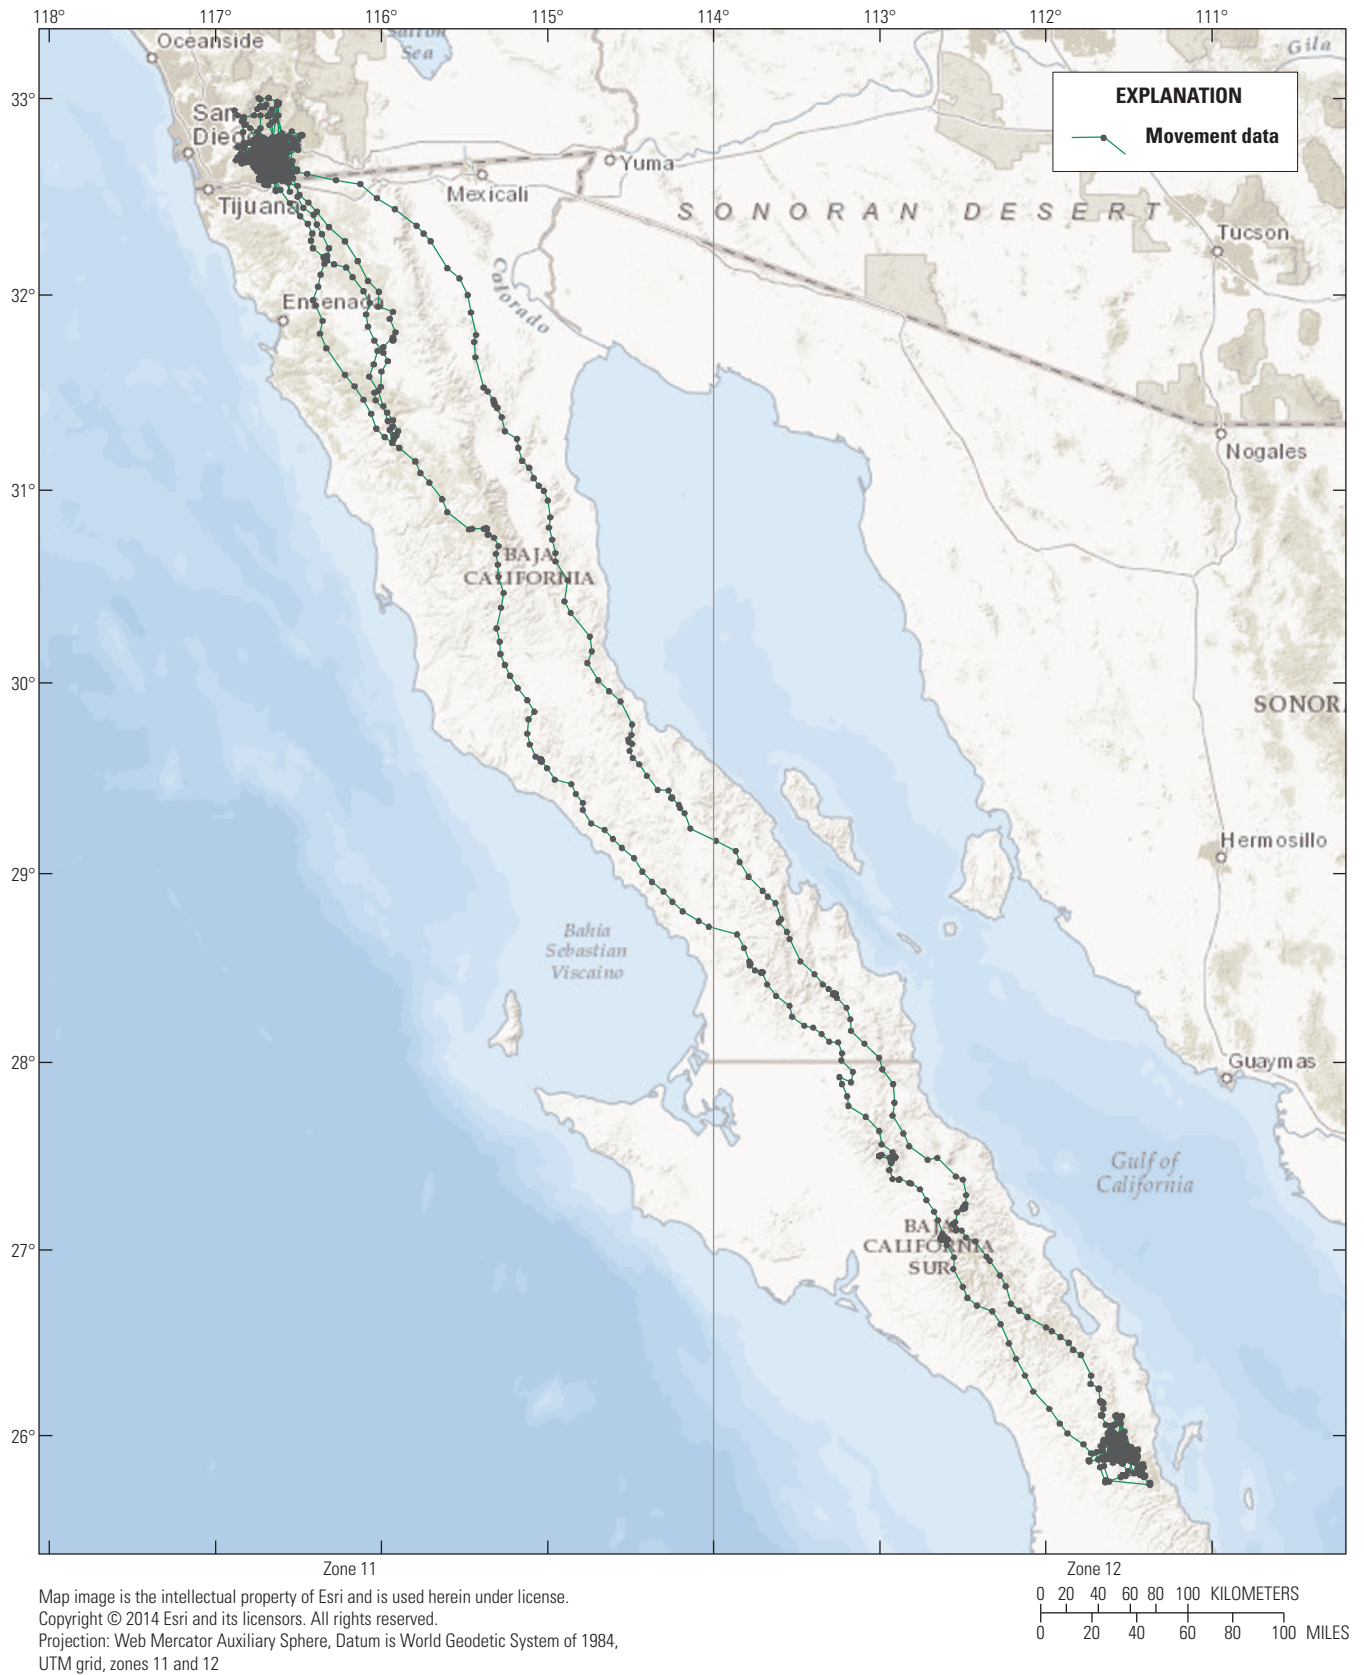 118° 117° 116° 115° 114° 113° 112° 111°
Oceanside
Salton
Sea
Gila
33°
San
Diego
EXPLANATION
Movement data
Yuma
Mexicali
Tijuana
SONORAN DESERT
Tucson
32°
Ensenada
Colorado
Nogales
31°
BAJA
CALIFORNIA
30°
SONOR
Hermosillo
29°
Bahia
Sebastian
Viscaino
28°
Guaymas
Gulf of
California
27°
BAJA
CALIFORNIA
SUR
26°
Zone 11
Zone 12
Map image is the intellectual property of Esri and is used herein under license.
Copyright © 2014 Esri and its licensors. All rights reserved.
Projection: Web Mercator Auxiliary Sphere, Datum is World Geodetic System of 1984,
UTM grid, zones 11 and 12
0 20 40 60 80 100 KILOMETERS
0 20 40 60 80 100 MILES